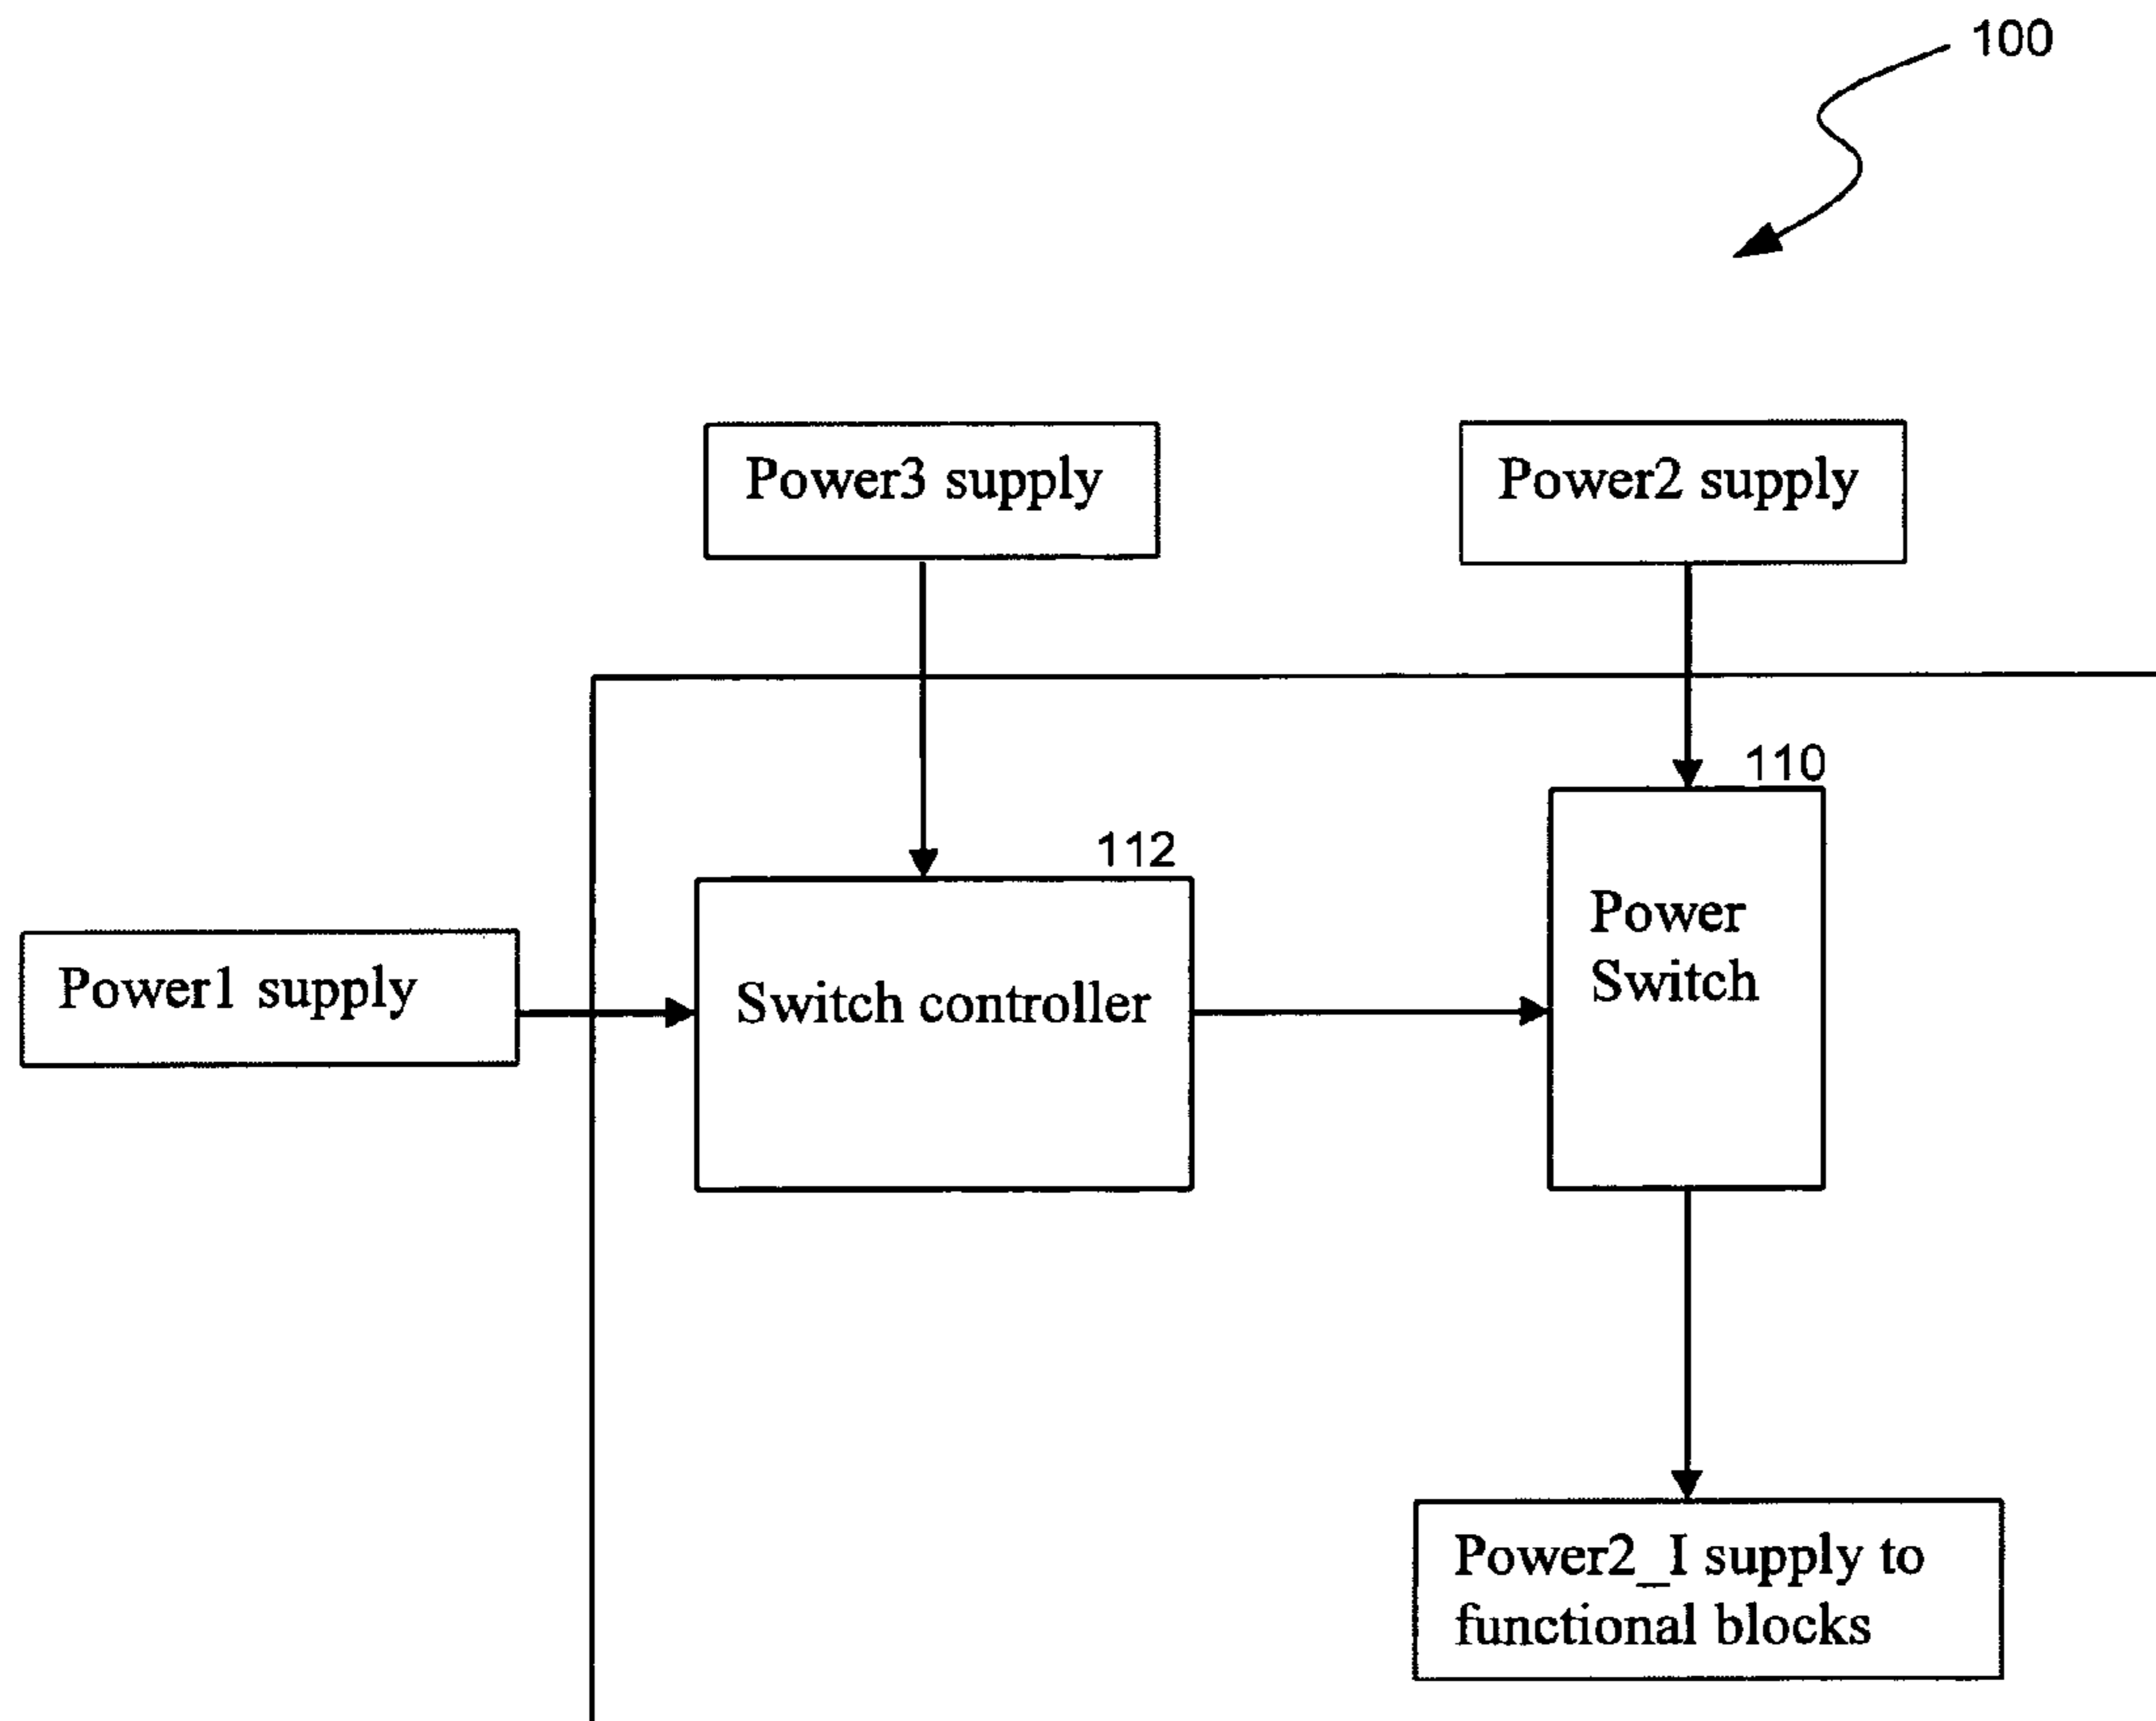 100
Power3 supply
Power2 supply
110
112
Power
Switch
Power1 supply
Switch controller
Power2_I supply to
functional blocks